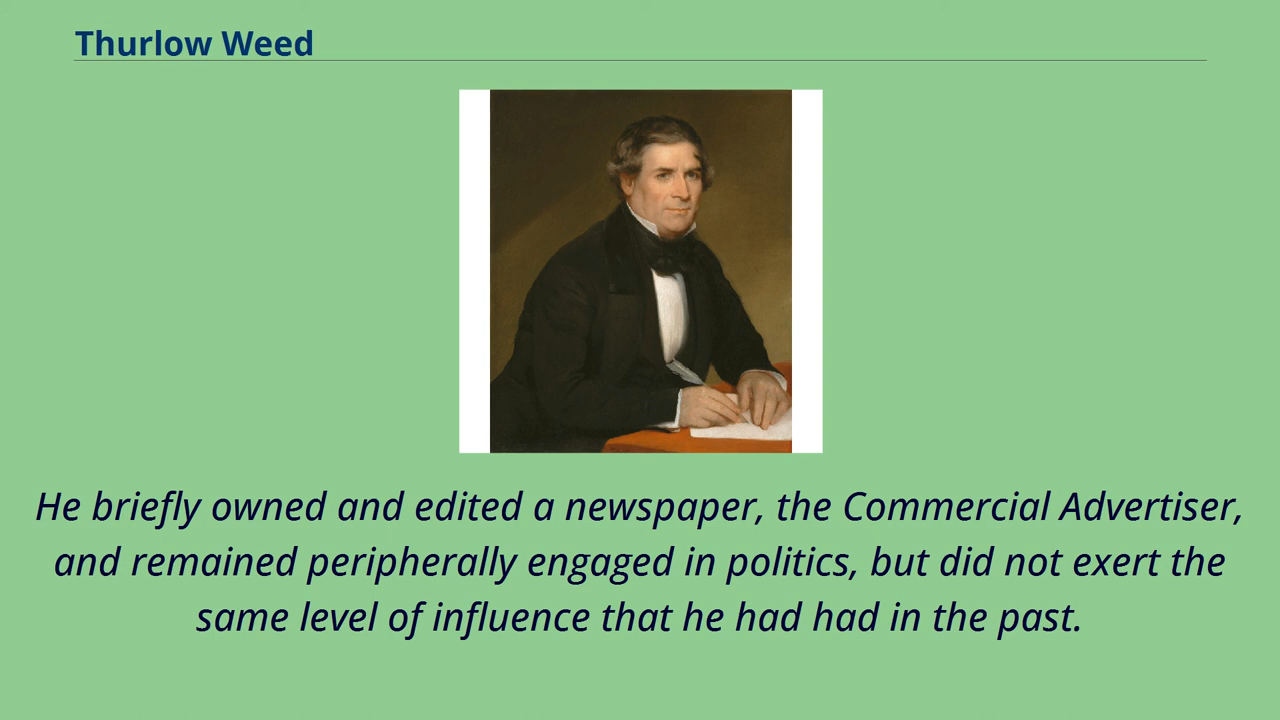 Thurlow Weed
He briefly owned and edited a newspaper, the Commercial Advertiser,
and remained peripherally engaged in politics, but did not exert the
same level of influence that he had had in the past.